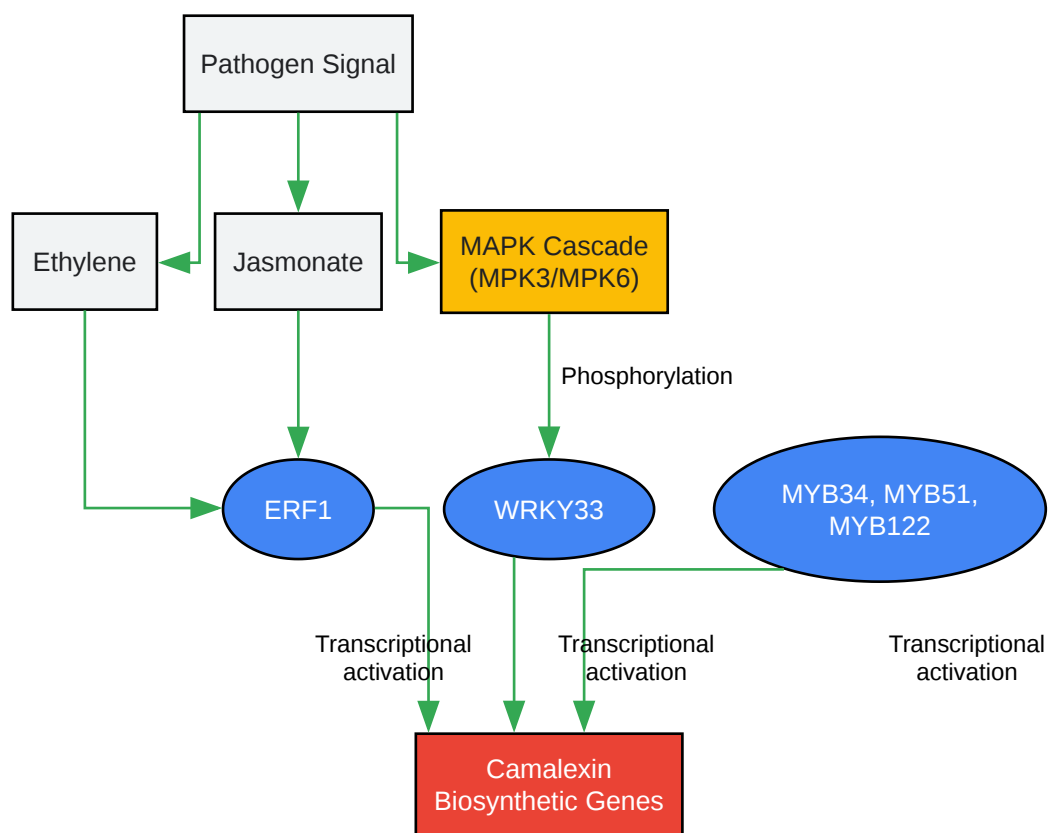 Pathogen Signal
Ethylene
Jasmonate
MAPK Cascade
(MPK3/MPK6)
Phosphorylation
ERF1
WRKY33
MYB34, MYB51,
MYB122
Transcriptional
activation
Transcriptional
activation
Transcriptional
activation
Camalexin
Biosynthetic Genes